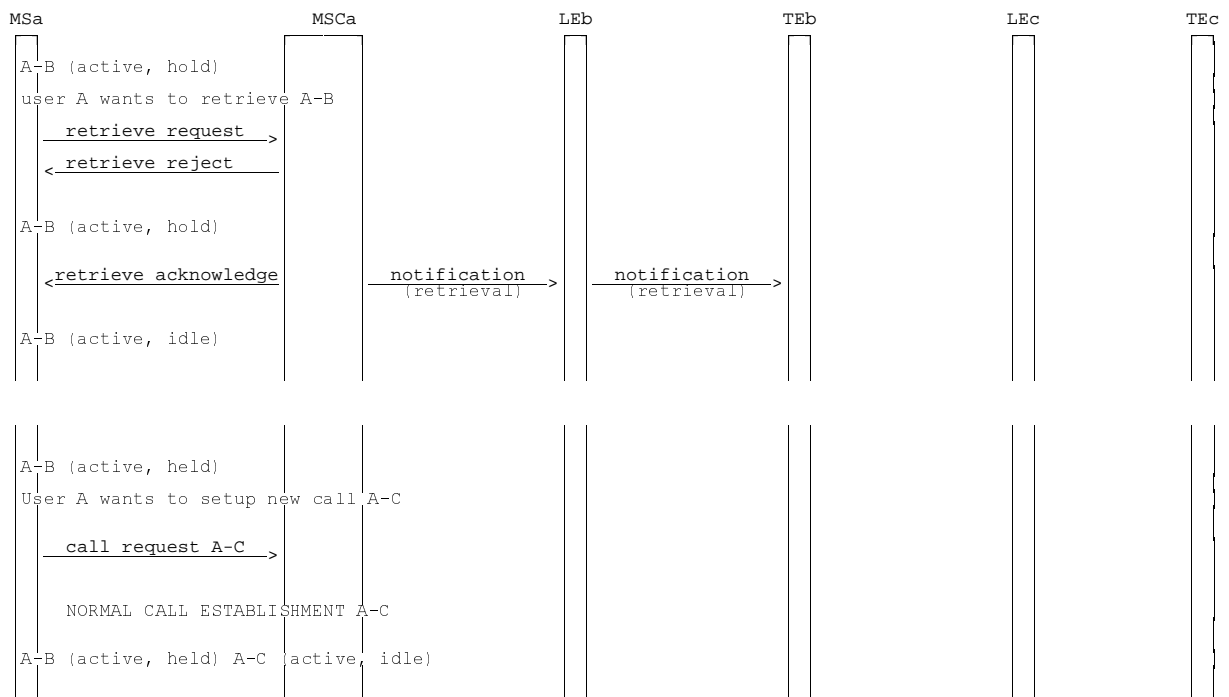 MSa MSCa LEb TEb LEc TEc
A-B (active, hold)
user A wants to retrieve A-B
retrieve request
retrieve reject
A-B (active, hold)
retrieve acknowledge notification notification
(retrieval) (retrieval)
A-B (active, idle)
A-B (active, held)
User A wants to setup new call A-C
call request A-C
NORMAL CALL ESTABLISHMENT A-C
A-B (active, held) A-C (active, idle)